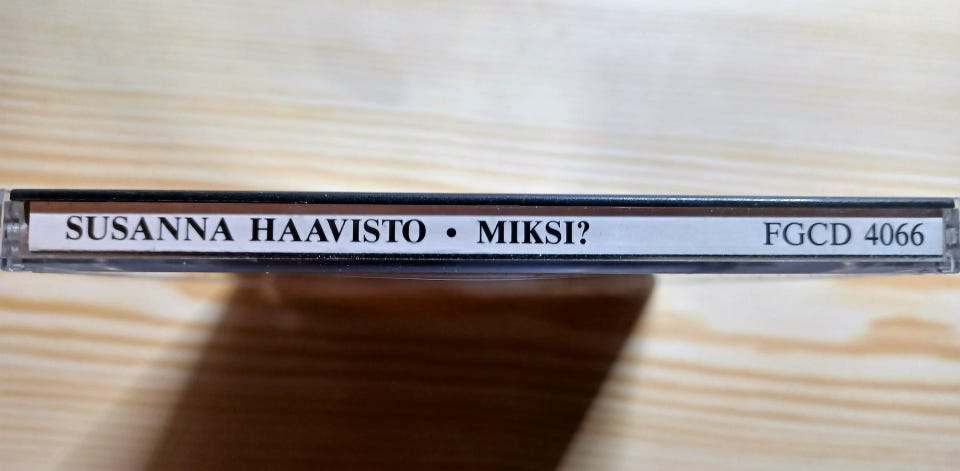 SUSANNA HAAVISTO • MIKSI? FGCD 4066